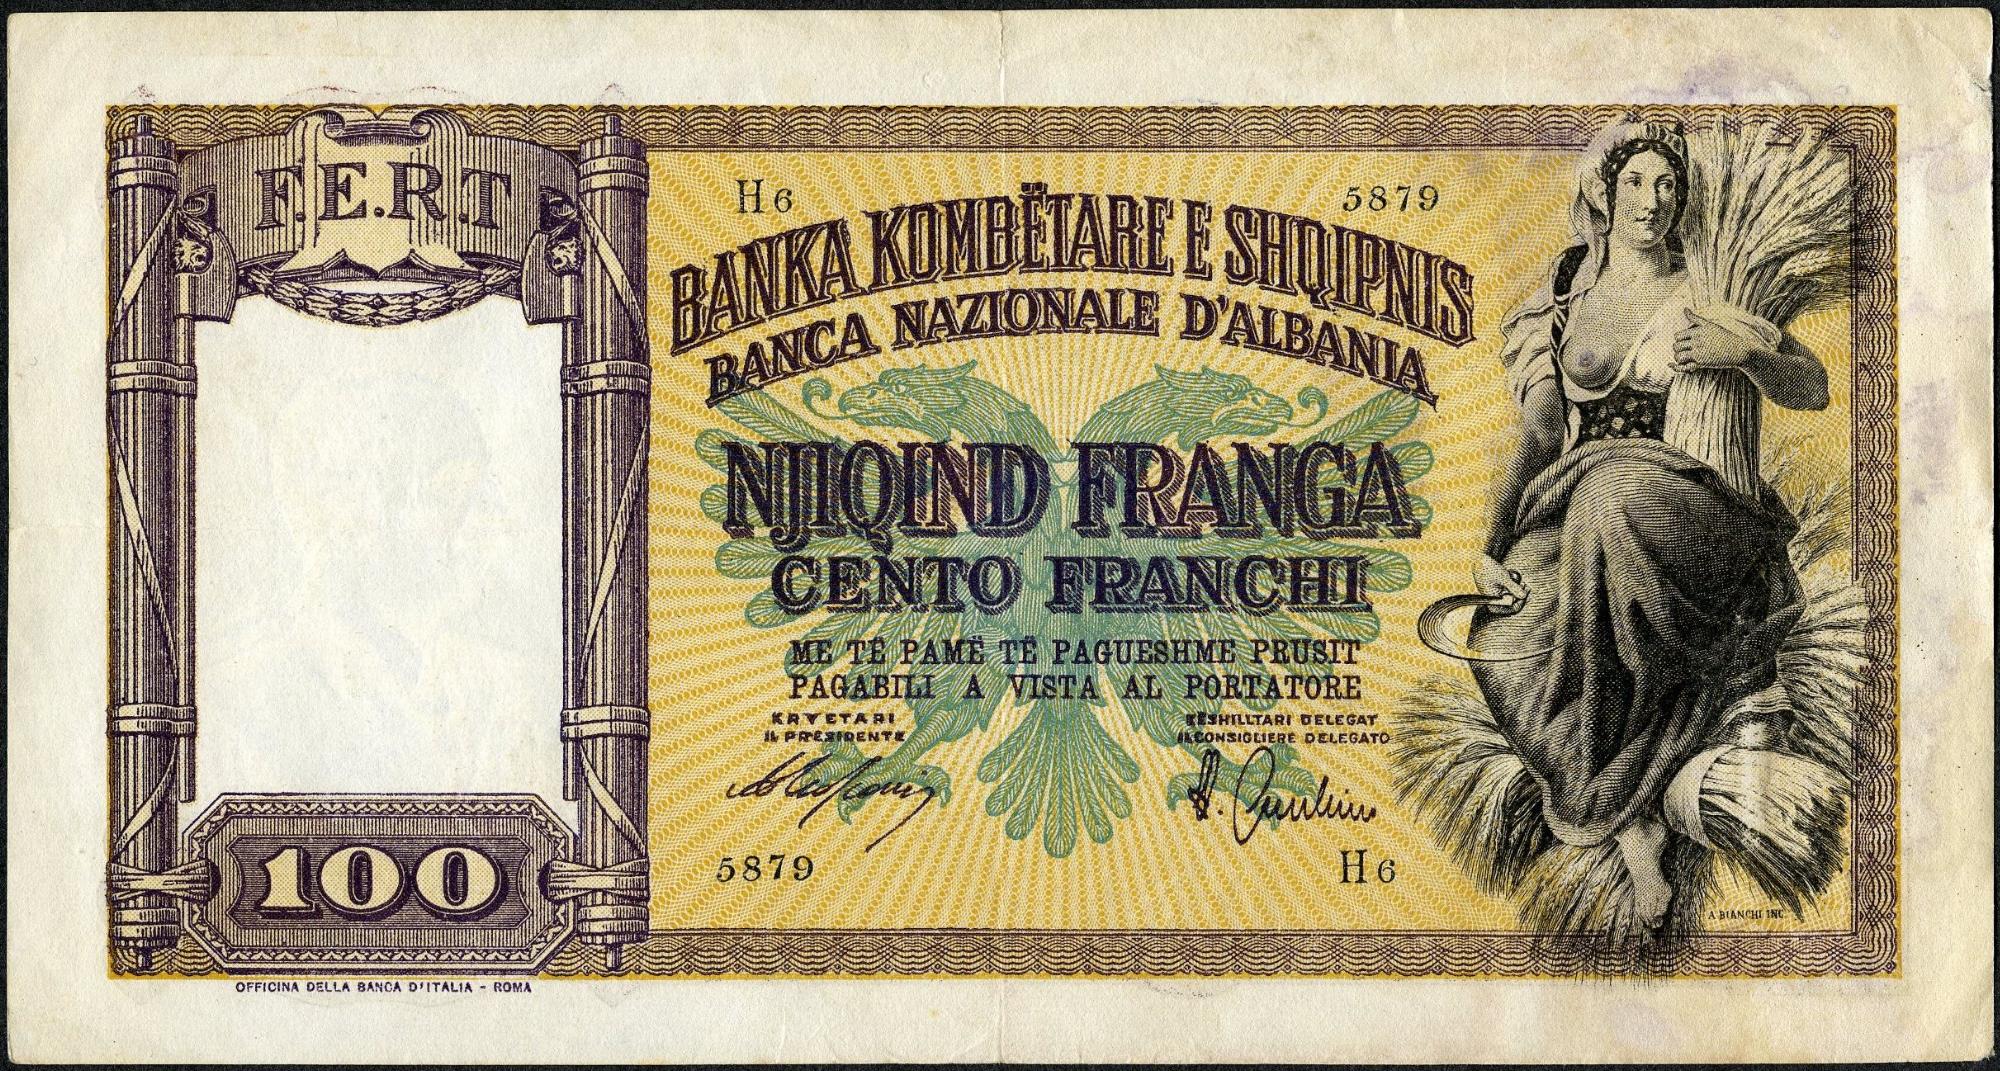 F.E.R.T
H 6 5879
BANKA KOMBËTARE E SHQIPNIS
BANCA NAZIONALE D'ALBANIA
NJIQIND FRANGA
CENTO FRANCHI
ME TË PAMË TË PAGUESHME PRUSIT
PAGABILI A VISTA AL PORTATORE
KRYETARI
IL PRESIDENTE
KËSHILLTARI DELEGAT
IL CONSIGLIERE DELEGATO
5879 H 6
100
A. BIANCHI INC.
OFFICINA DELLA BANCA D'ITALIA - ROMA